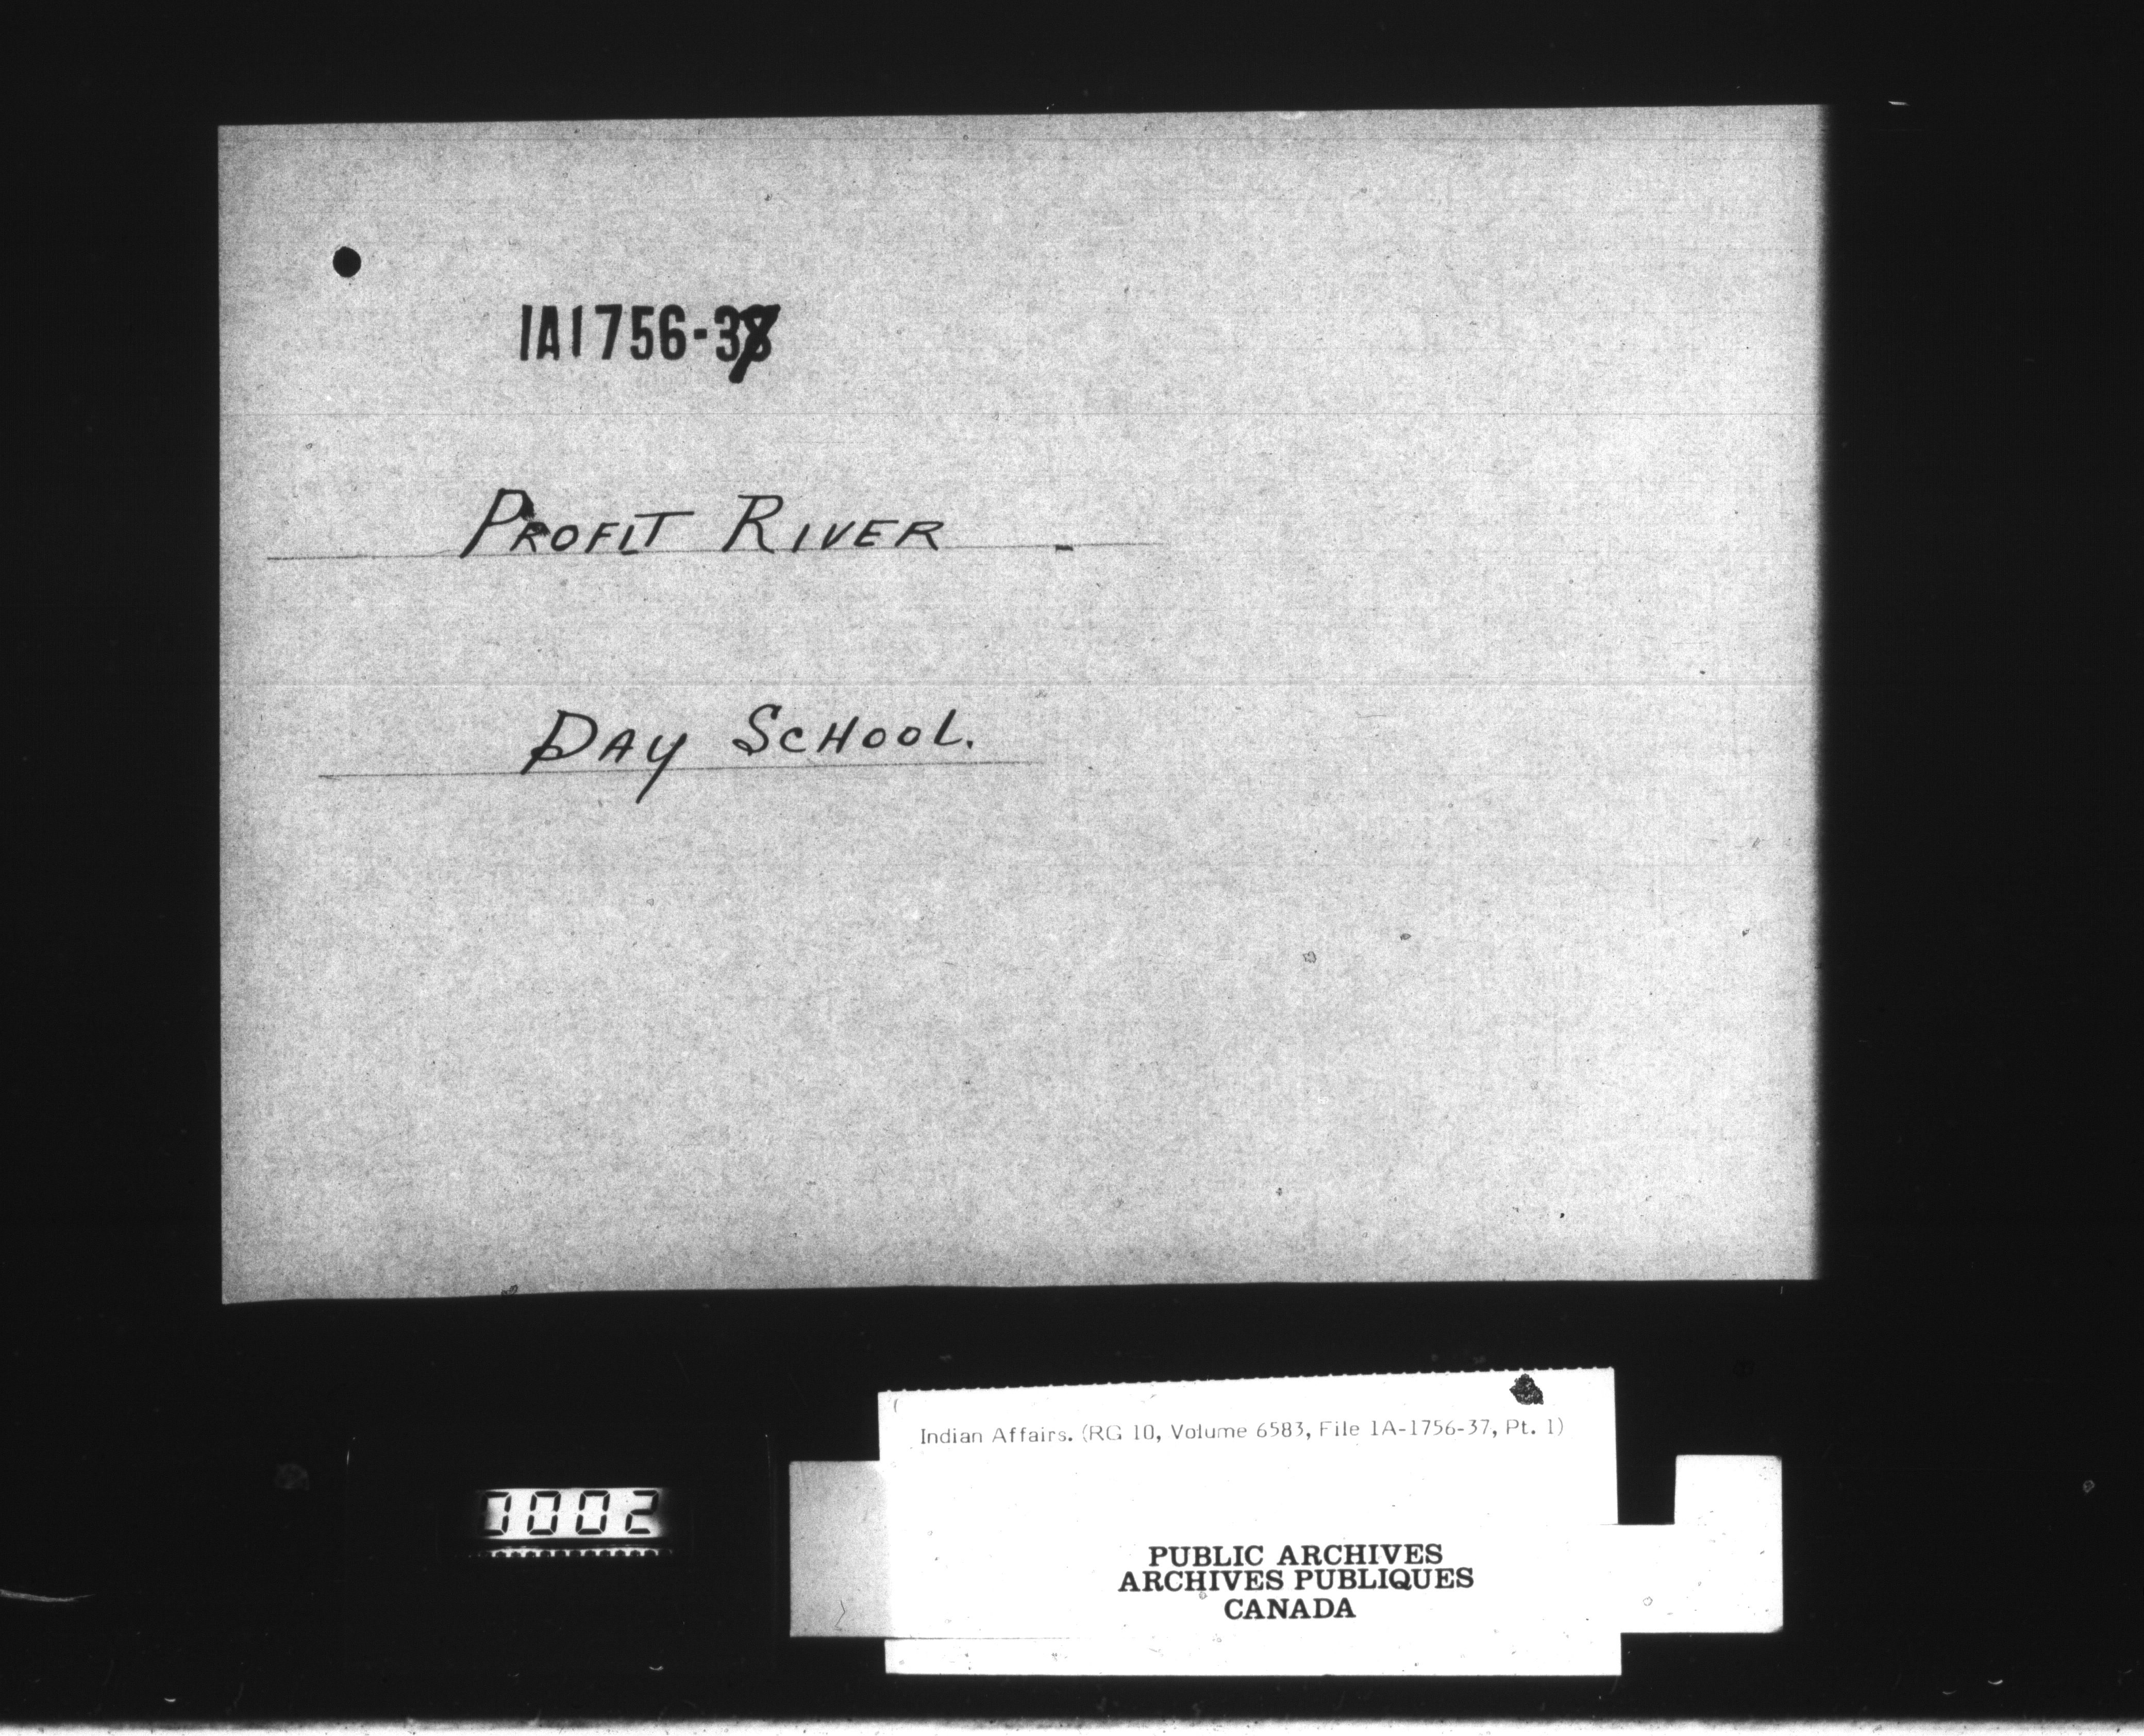 1A1756-37
PROFIT RIVER -
DAY SCHOOL.
Indian Affairs. (RG 10, Volume 6583, File 1A-1756-37, Pt. 1)
0002
PUBLIC ARCHIVES
ARCHIVES PUBLIQUES
CANADA